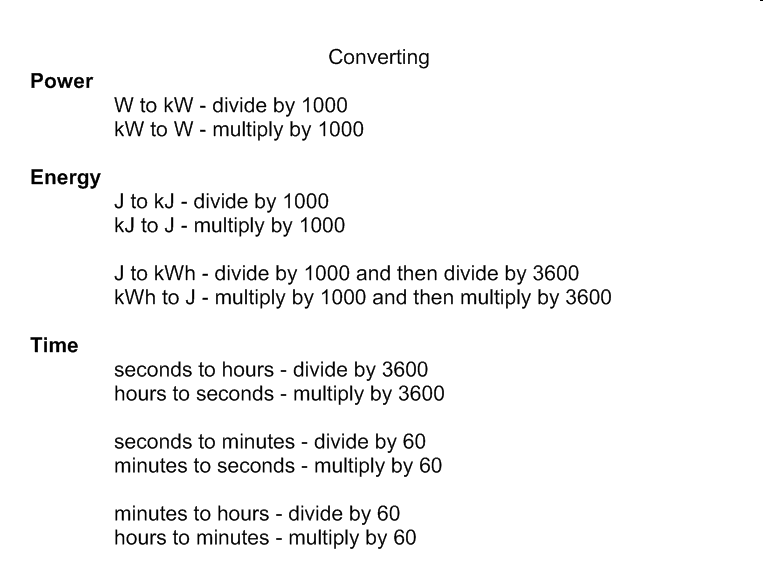 Converting
Power
W to kW - divide by 1000
kW to W - multiply by 1000
Energy
J to kJ - divide by 1000
kJ to J - multiply by 1000
J to kWh - divide by 1000 and then divide by 3600
kWh to J - multiply by 1000 and then multiply by 3600
Time
seconds to hours - divide by 3600
hours to seconds - multiply by 3600
seconds to minutes - divide by 60
minutes to seconds - multiply by 60
minutes to hours - divide by 60
hours to minutes - multiply by 60